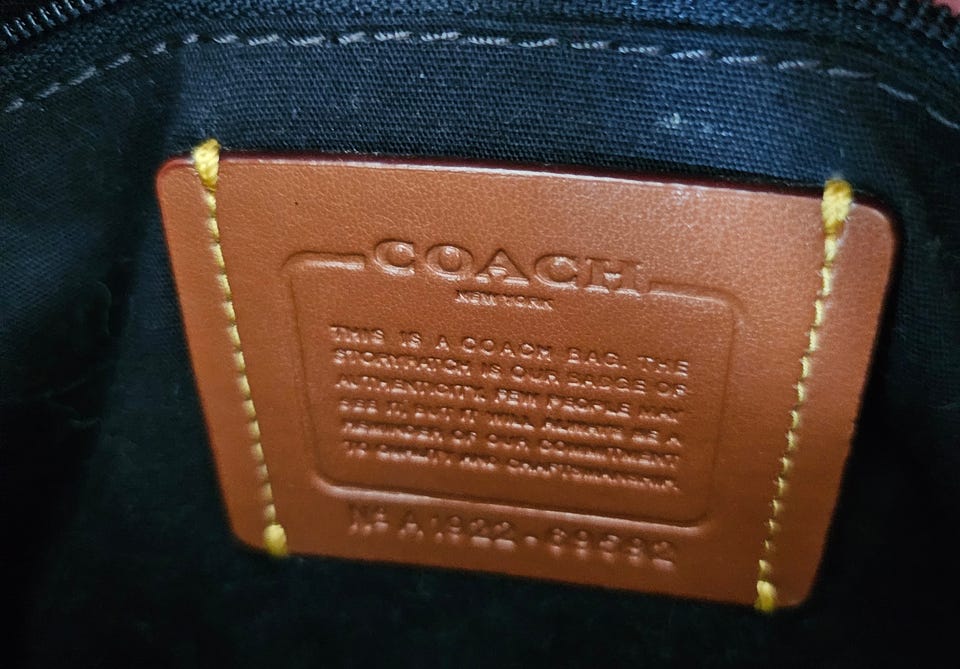 COACH
NEW YORK
THIS IS A COACH BAG. THE
STORYPATCH IS OUR BADGE OF
AUTHENTICITY. FEW PEOPLE MAY
SEE IT, BUT IT WILL ALWAYS BE A
REMINDER OF OUR COMMITMENT
TO QUALITY AND CRAFTSMANSHIP.
Nº A1922-